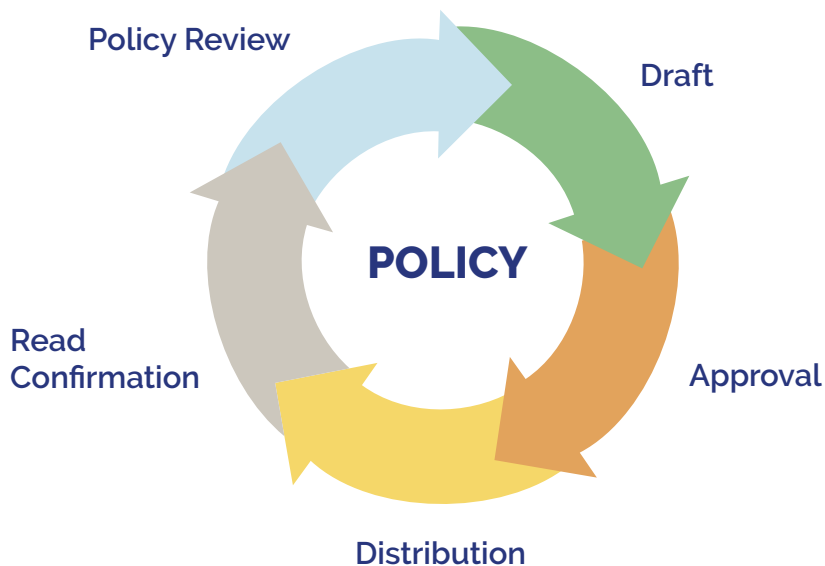 Policy Review
Draft
POLICY
Read
Confirmation
Approval
Distribution